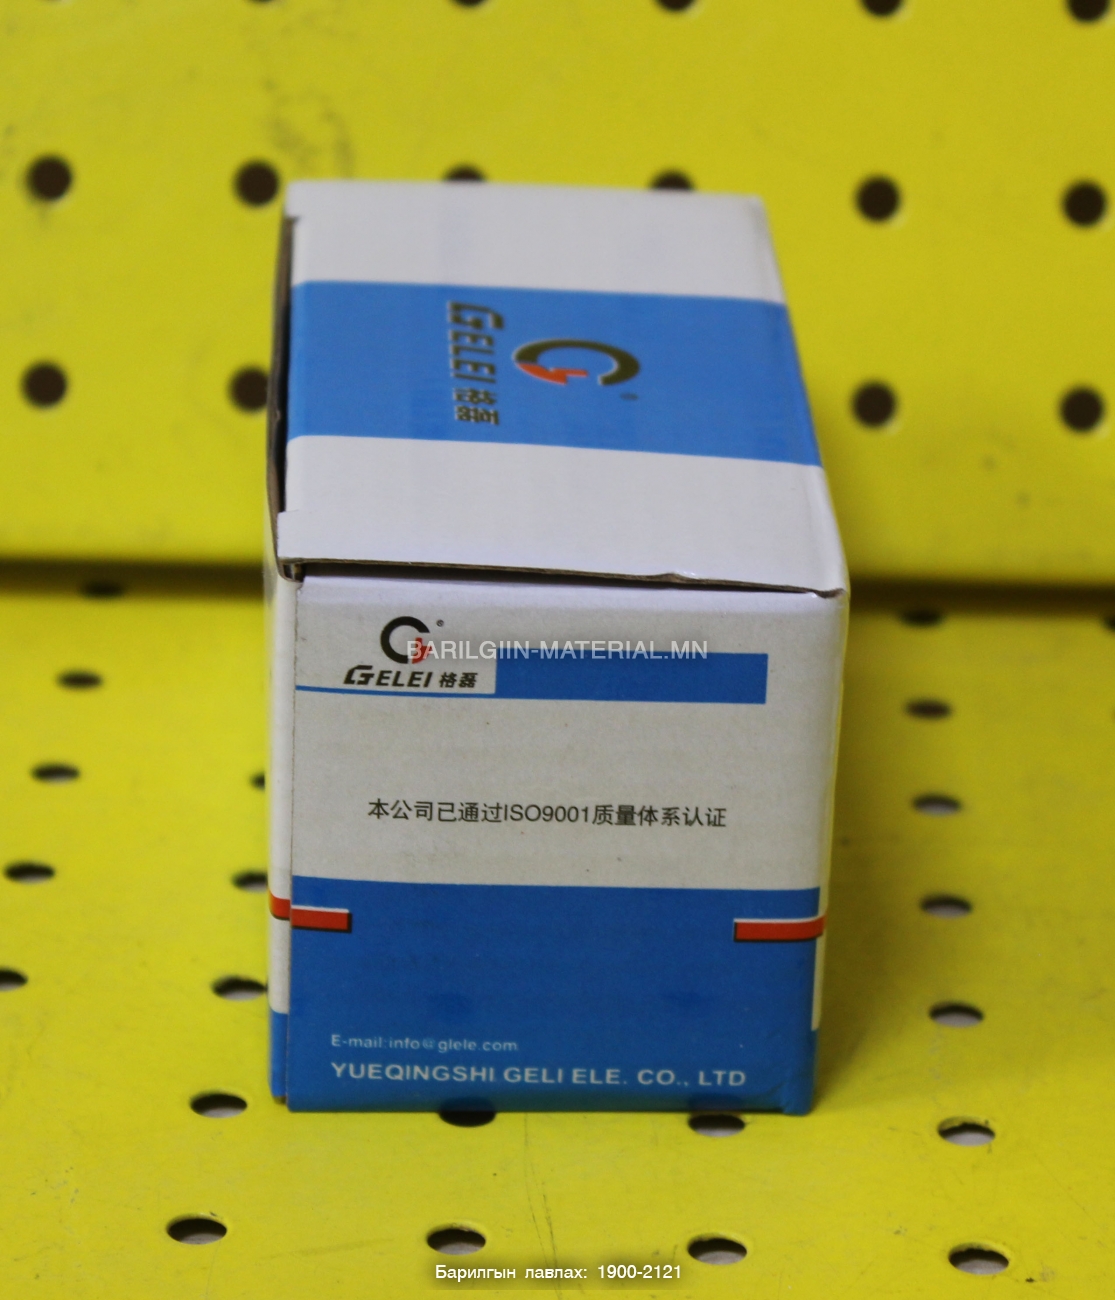 GELEI 格磊
®
®
BARILGIIN-MATERIAL.MN
GELEI 格磊
本公司已通过ISO9001质量体系认证
E-mail:info@glele.com
YUEQINGSHI GELI ELE. CO., LTD
Барилгын лавлах: 1900-2121